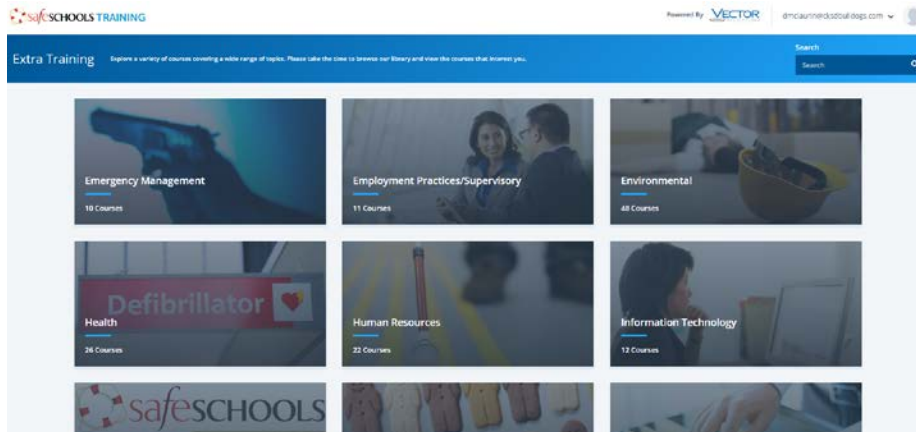 safeSCHOOLS TRAINING
Powered By VECTOR
Extra Training
Explore a variety of courses covering a wide range of topics. Please take the time to browse our library and view the courses that interest you.
Search
Search
Emergency Management
10 Courses
Employment Practices/Supervisory
11 Courses
Environmental
48 Courses
Defibrillator
Health
26 Courses
Human Resources
22 Courses
Information Technology
12 Courses
safeSCHOOLS